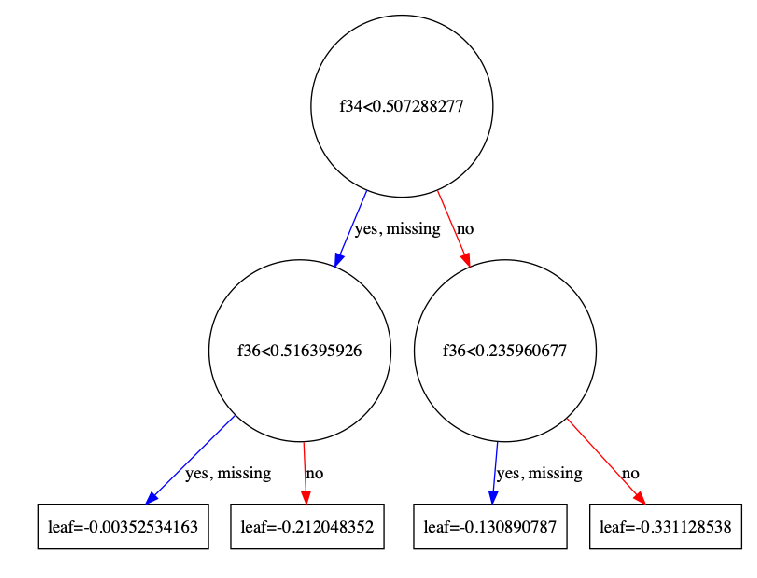 f34<0.507288277
yes, missing
no
f36<0.516395926
f36<0.235960677
yes, missing
no
yes, missing
no
leaf=-0.00352534163
leaf=-0.212048352
leaf=-0.130890787
leaf=-0.331128538